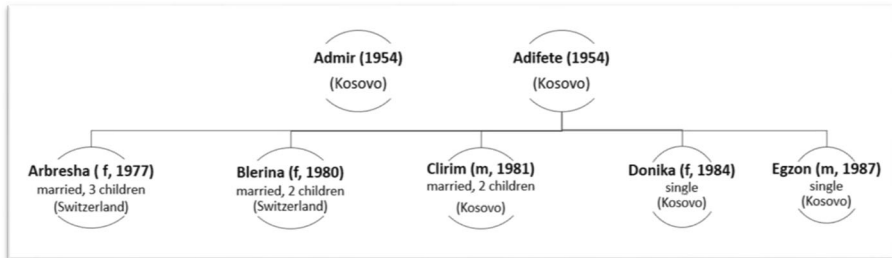 Admir (1954)
(Kosovo)
Adifete (1954)
(Kosovo)
Arbresha ( f, 1977)
married, 3 children
(Switzerland)
Blerina (f, 1980)
married, 2 children
(Switzerland)
Clirim (m, 1981)
married, 2 children
(Kosovo)
Donika (f, 1984)
single
(Kosovo)
Egzon (m, 1987)
single
(Kosovo)